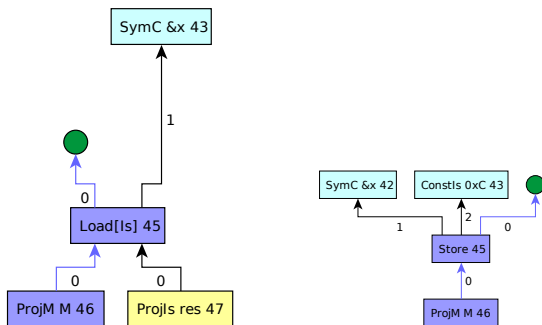 SymC &x 43
1
0
Load[Is] 45
0
0
ProjM M 46
ProjIs res 47
SymC &x 42
ConstIs 0xC 43
1
2
0
Store 45
0
ProjM M 46